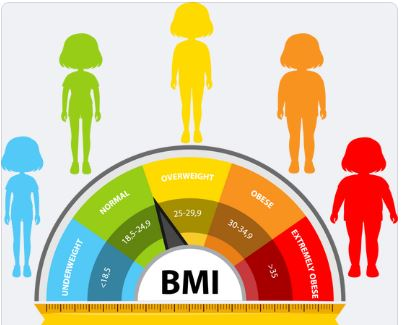 UNDERWEIGHT
<18,5
NORMAL
18,5-24,9
OVERWEIGHT
25-29,9
OBESE
30-34,9
EXTREMELY OBESE
>35
BMI